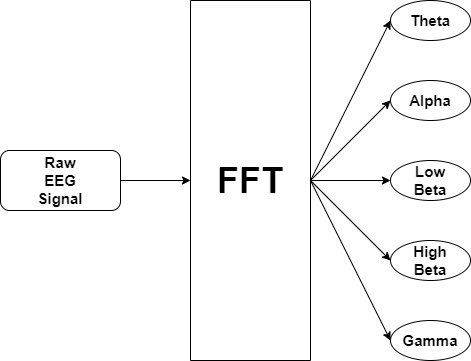 Raw
EEG
Signal
FFT
Theta
Alpha
Low
Beta
High
Beta
Gamma